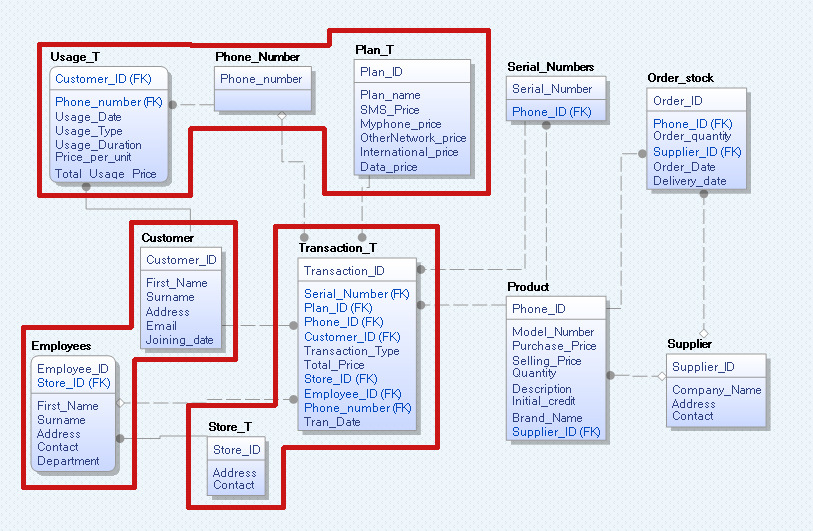 Usage_T
Customer_ID (FK)
Phone_number (FK)
Usage_Date
Usage_Type
Usage_Duration
Price_per_unit
Total_Usage_Price
Phone_Number
Phone_number
Plan_T
Plan_ID
Plan_name
SMS_Price
Myphone_price
OtherNetwork_price
International_price
Data_price
Serial_Numbers
Serial_Number
Phone_ID (FK)
Order_stock
Order_ID
Phone_ID (FK)
Order_quantity
Supplier_ID (FK)
Order_Date
Delivery_date
Customer
Customer_ID
First_Name
Surname
Address
Email
Joining_date
Transaction_T
Transaction_ID
Serial_Number (FK)
Plan_ID (FK)
Phone_ID (FK)
Customer_ID (FK)
Transaction_Type
Total_Price
Store_ID (FK)
Employee_ID (FK)
Phone_number (FK)
Tran_Date
Product
Phone_ID
Model_Number
Purchase_Price
Selling_Price
Quantity
Description
Initial_credit
Brand_Name
Supplier_ID (FK)
Supplier
Supplier_ID
Company_Name
Address
Contact
Employees
Employee_ID
Store_ID (FK)
First_Name
Surname
Address
Contact
Department
Store_T
Store_ID
Address
Contact